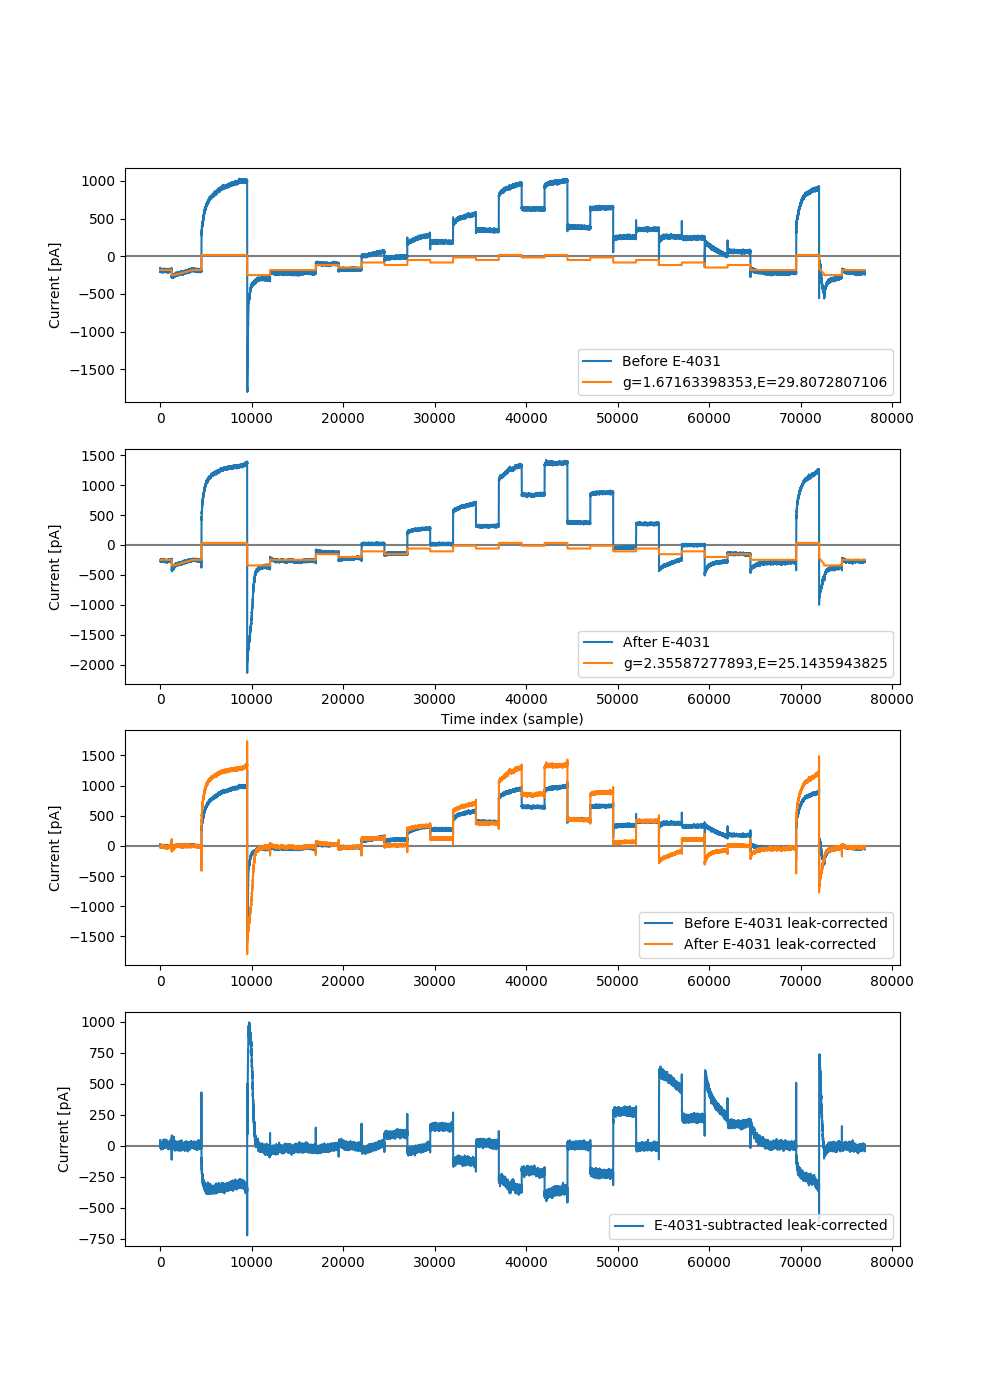 1000
500
0
−500
−1000
−1500
Current [pA]
Before E-4031
g=1.67163398353,E=29.8072807106
0 10000 20000 30000 40000 50000 60000 70000 80000
1500
1000
500
0
−500
−1000
−1500
−2000
Current [pA]
After E-4031
g=2.35587277893,E=25.1435943825
0 10000 20000 30000 40000 50000 60000 70000 80000
Time index (sample)
1500
1000
500
0
−500
−1000
−1500
Current [pA]
Before E-4031 leak-corrected
After E-4031 leak-corrected
0 10000 20000 30000 40000 50000 60000 70000 80000
1000
750
500
250
0
−250
−500
−750
Current [pA]
E-4031-subtracted leak-corrected
0 10000 20000 30000 40000 50000 60000 70000 80000